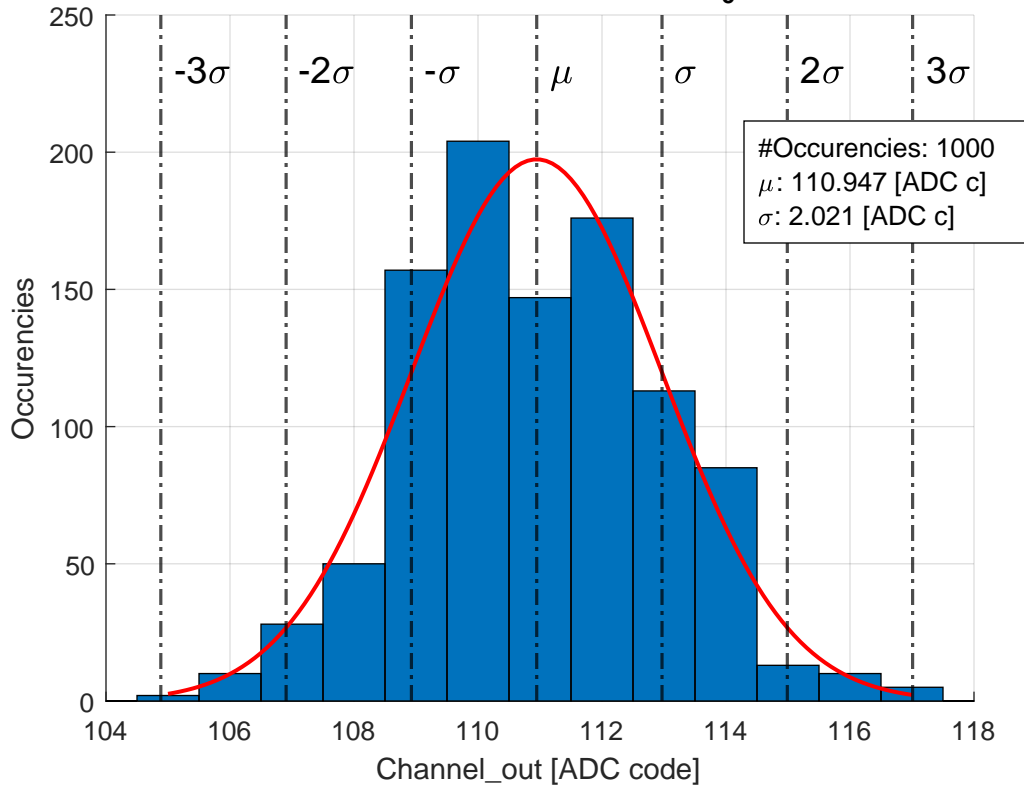 250
200
150
100
50
0
-3σ -2σ -σ μ σ 2σ 3σ
#Occurencies: 1000
μ: 110.947 [ADC c]
σ: 2.021 [ADC c]
Occurencies
104 106 108 110 112 114 116 118
Channel_out [ADC code]